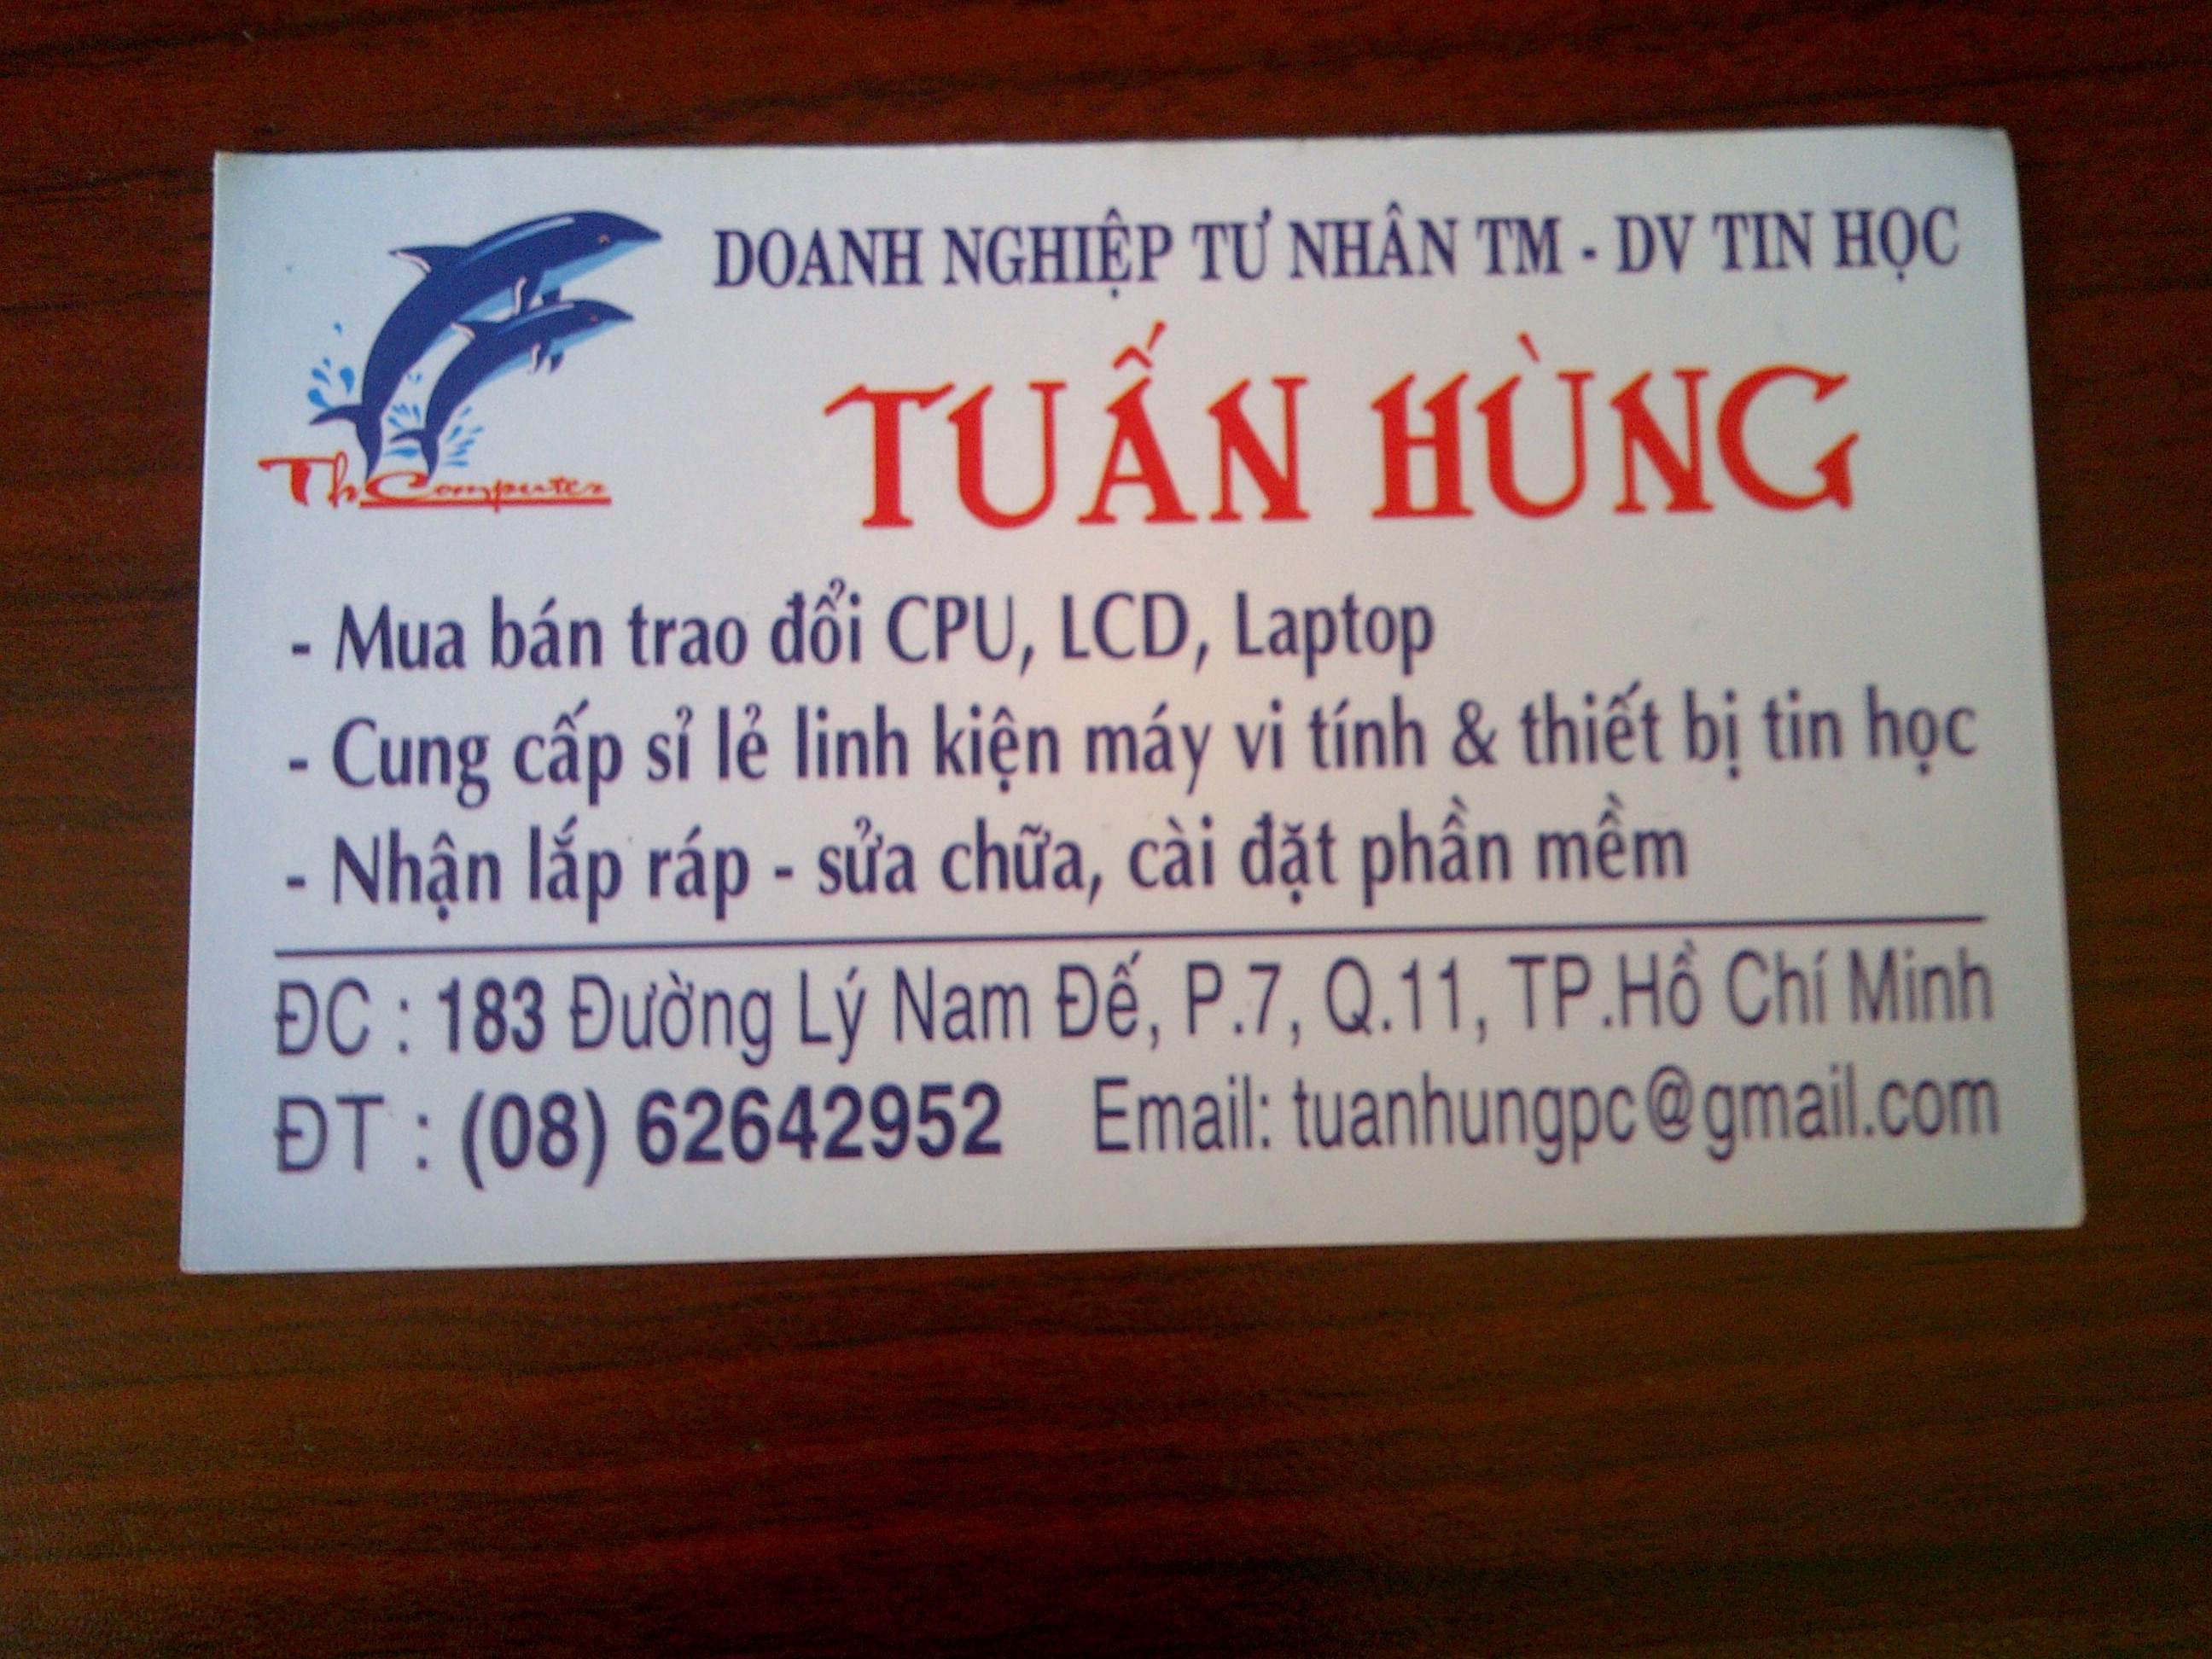 DOANH NGHIỆP TƯ NHÂN TM - DV TIN HỌC
TUẤN HÙNG
Th Computer
- Mua bán trao đổi CPU, LCD, Laptop
- Cung cấp sỉ lẻ linh kiện máy vi tính & thiết bị tin học
- Nhận lắp ráp - sửa chữa, cài đặt phần mềm
ĐC : 183 Đường Lý Nam Đế, P.7, Q.11, TP.Hồ Chí Minh
ĐT : (08) 62642952 Email: tuanhungpc@gmail.com